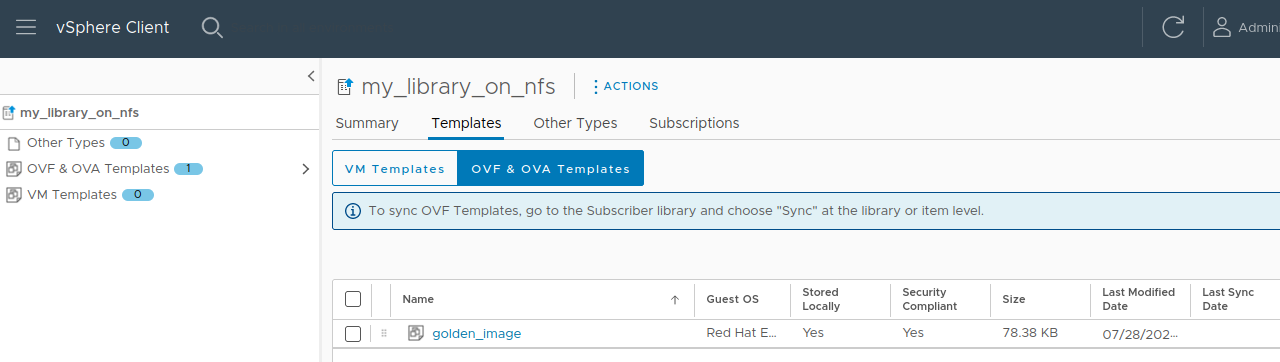 vSphere Client
Admini
my_library_on_nfs
Other Types 0
OVF & OVA Templates 1
VM Templates 0
my_library_on_nfs
ACTIONS
Summary Templates Other Types Subscriptions
VM Templates OVF & OVA Templates
To sync OVF Templates, go to the Subscriber library and choose "Sync" at the library or item level.
Name Guest OS Stored Locally Security Compliant Size Last Modified Date Last Sync Date
golden_image Red Hat E... Yes Yes 78.38 KB 07/28/202...